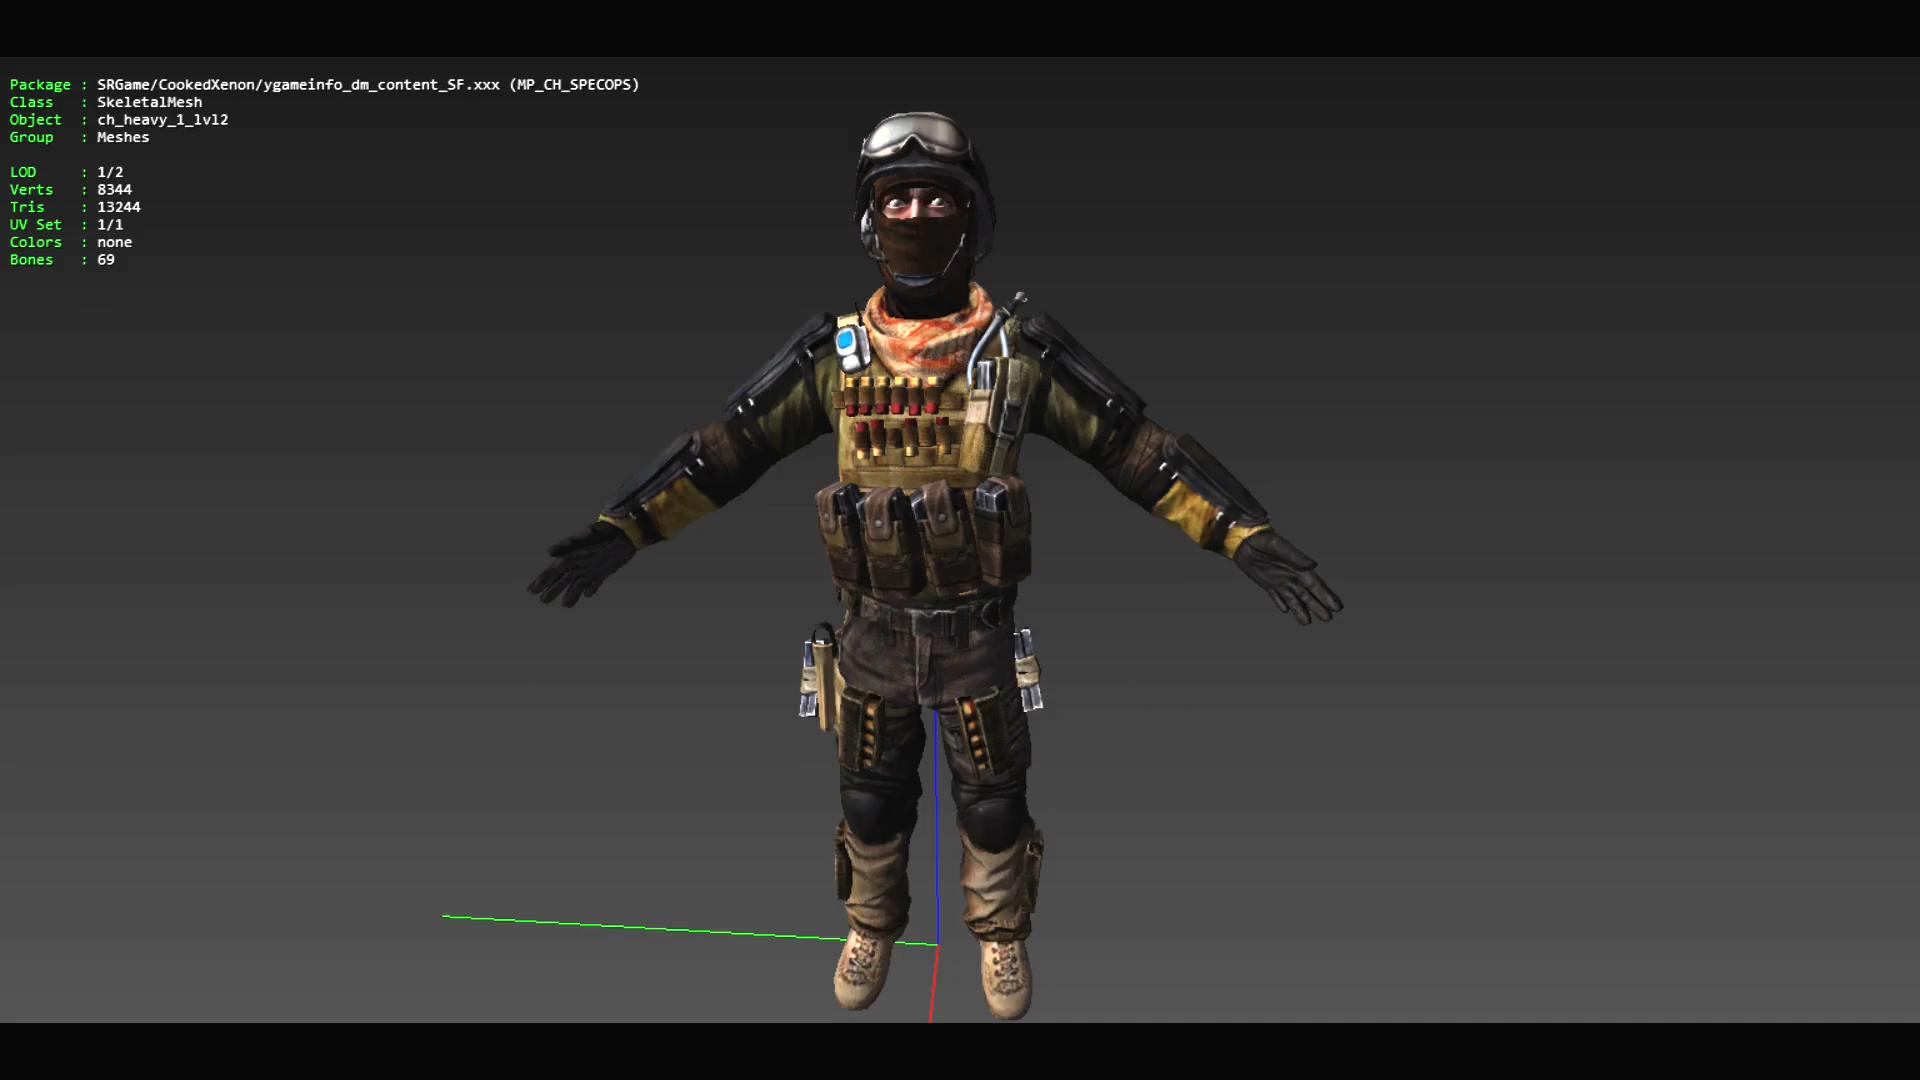 Package : SRGame/CookedXenon/ygameinfo_dm_content_SF.xxx (MP_CH_SPECOPS)
Class : SkeletalMesh
Object : ch_heavy_1_lvl2
Group : Meshes
LOD : 1/2
Verts : 8344
Tris : 13244
UV Set : 1/1
Colors : none
Bones : 69